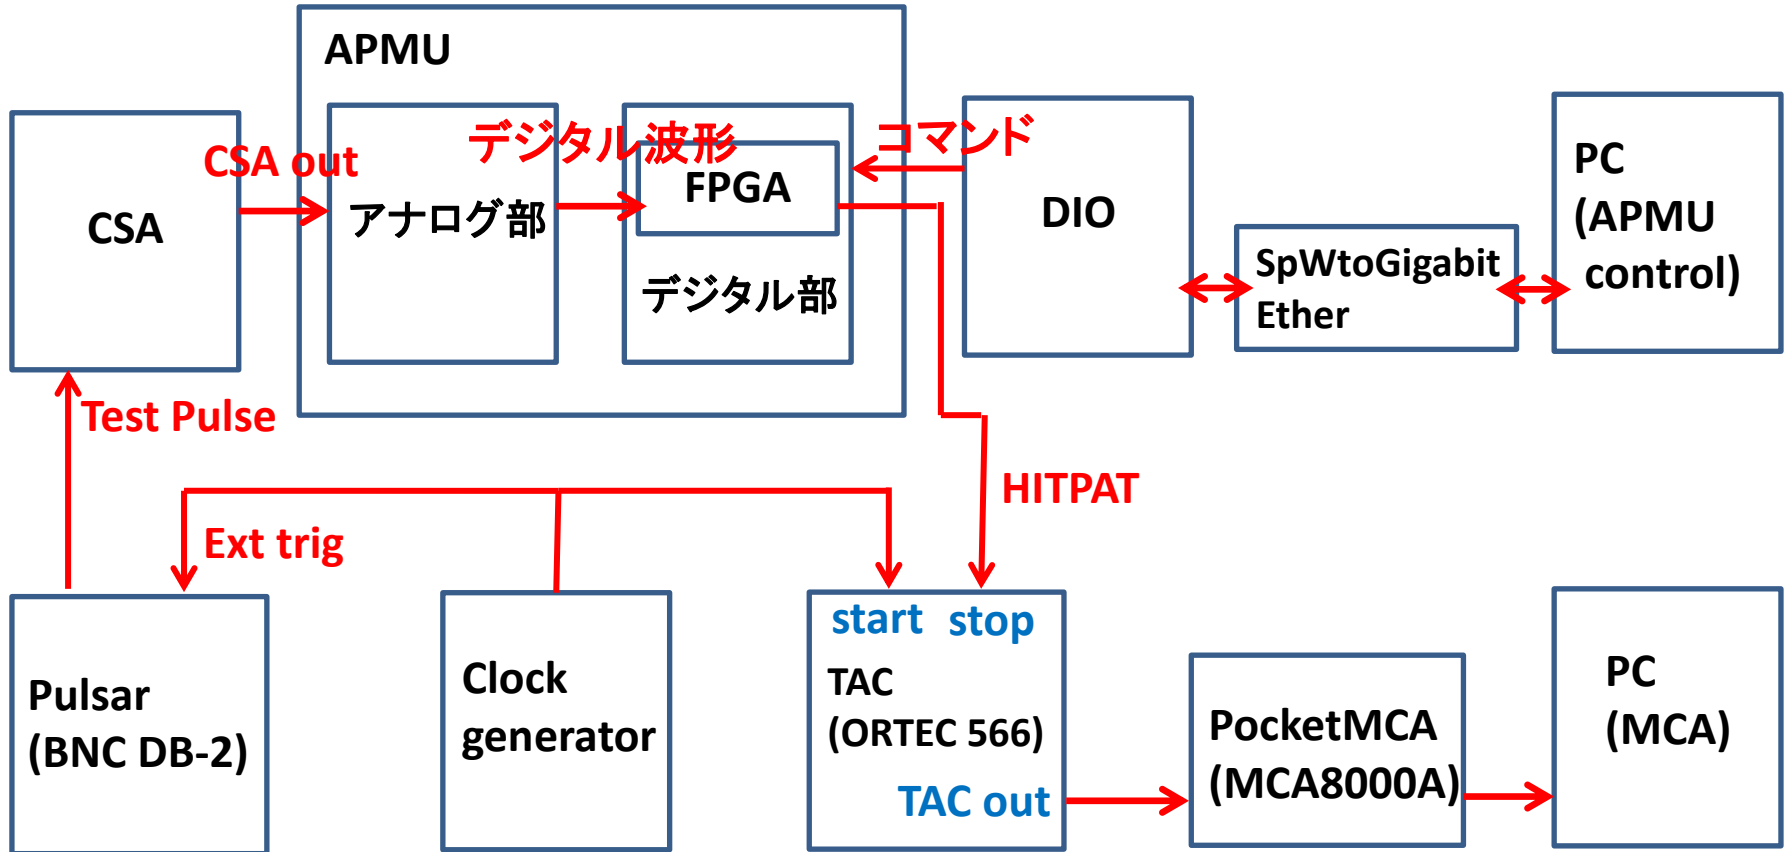 APMU
CSA out
デジタル波形
コマンド
CSA
アナログ部
FPGA
デジタル部
DIO
SpWtoGigabit
Ether
PC
(APMU
control)
Test Pulse
HITPAT
Ext trig
Pulsar
(BNC DB-2)
Clock
generator
start stop
TAC
(ORTEC 566)
TAC out
PocketMCA
(MCA8000A)
PC
(MCA)